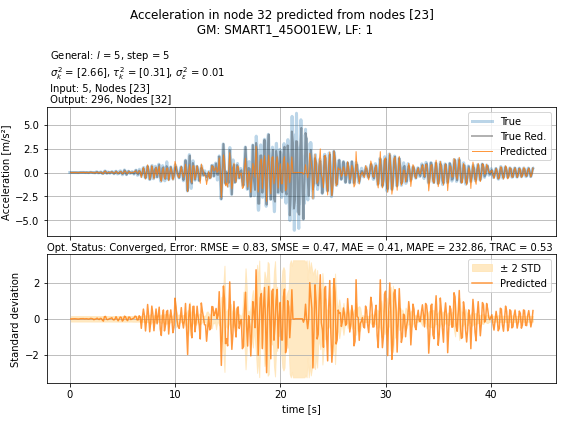 Acceleration in node 32 predicted from nodes [23]
GM: SMART1_45O01EW, LF: 1
General: l = 5, step = 5
σ²ₖ = [2.66], τ²ₖ = [0.31], σ²ε = 0.01
Input: 5, Nodes [23]
Output: 296, Nodes [32]
Acceleration [m/s²]
5.0
2.5
0.0
−2.5
−5.0
True
True Red.
Predicted
Opt. Status: Converged, Error: RMSE = 0.83, SMSE = 0.47, MAE = 0.41, MAPE = 232.86, TRAC = 0.53
Standard deviation
2
0
−2
± 2 STD
Predicted
0
10
20
30
40
time [s]